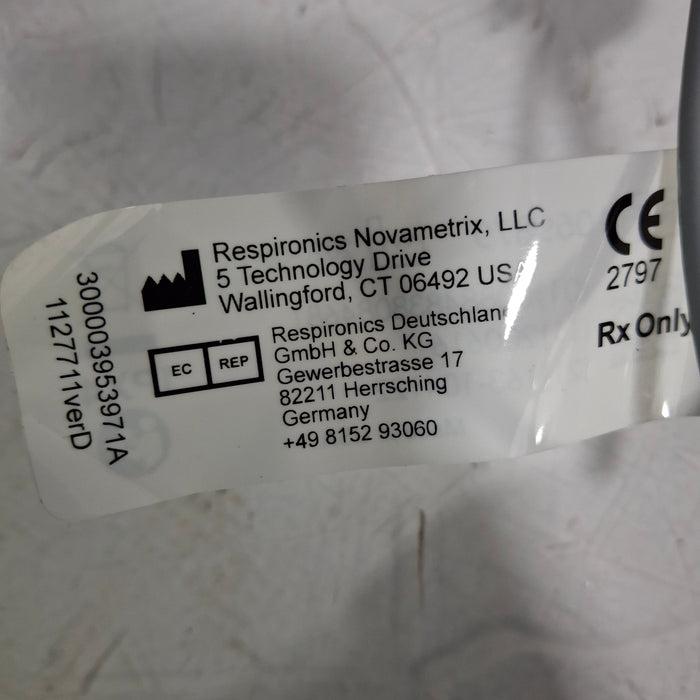 300003953971A
1127711verD
Respironics Novametrix, LLC
5 Technology Drive
Wallingford, CT 06492 USA
EC REP
Respironics Deutschland
GmbH & Co. KG
Gewerbestrasse 17
82211 Herrsching
Germany
+49 8152 93060
CE
2797
Rx Only